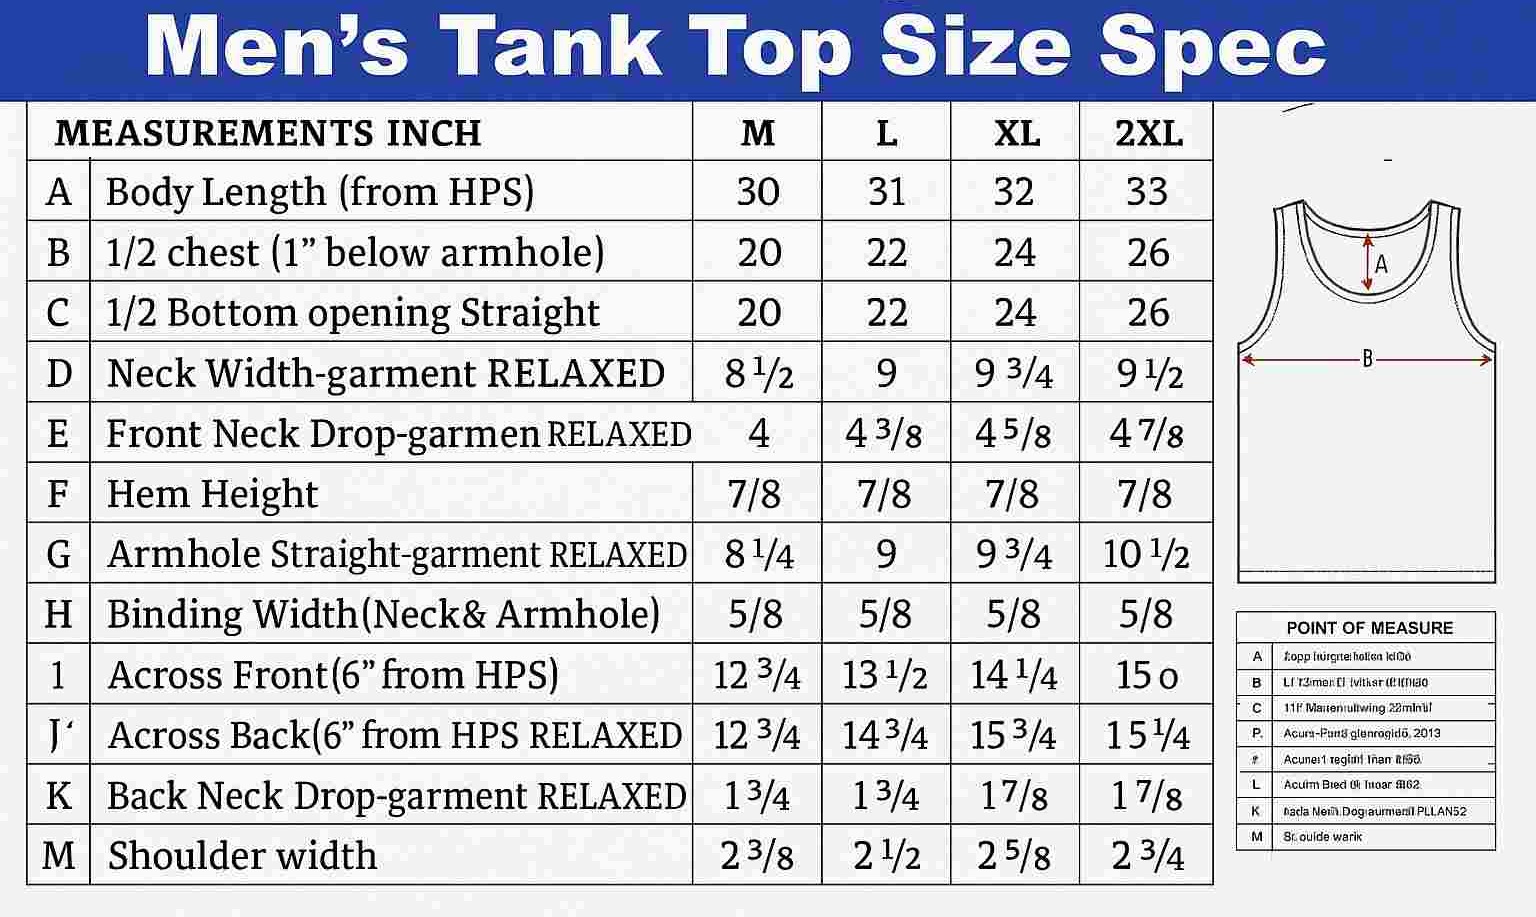 Men's Tank Top Size Spec
MEASUREMENTS INCH M L XL 2XL
A Body Length (from HPS) 30 31 32 33
B 1/2 chest (1” below armhole) 20 22 24 26
C 1/2 Bottom opening Straight 20 22 24 26
D Neck Width-garment RELAXED 8 1/2 9 9 3/4 9 1/2
E Front Neck Drop-garmen RELAXED 4 4 3/8 4 5/8 4 7/8
F Hem Height 7/8 7/8 7/8 7/8
G Armhole Straight-garment RELAXED 8 1/4 9 9 3/4 10 1/2
H Binding Width(Neck& Armhole) 5/8 5/8 5/8 5/8
1 Across Front(6” from HPS) 12 3/4 13 1/2 14 1/4 15 o
J‘ Across Back(6” from HPS RELAXED 12 3/4 14 3/4 15 3/4 15 1/4
K Back Neck Drop-garment RELAXED 1 3/4 1 3/4 1 7/8 1 7/8
M Shoulder width 2 3/8 2 1/2 2 5/8 2 3/4
A
B
POINT OF MEASURE
A
B
C
P. 2013
L
K
M